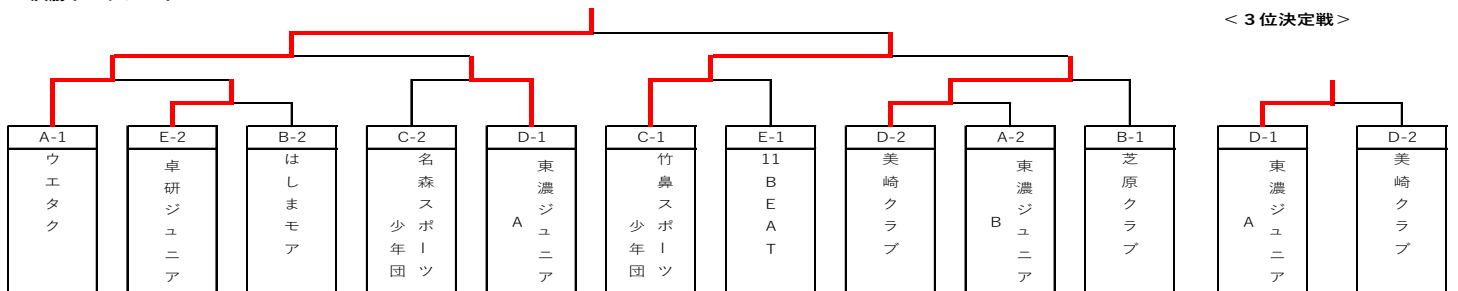 <３位決定戦>
A-1
E-2
B-2
C-2
D-1
C-1
E-1
D-2
A-2
B-1
D-1
D-2
ウエタク
卓研ジュニア
はしまモア
名森スポーツ
少年団
東濃ジュニア
A
竹鼻スポーツ
少年団
11BEAT
美崎クラブ
東濃ジュニア
B
芝原クラブ
東濃ジュニア
A
美崎クラブ